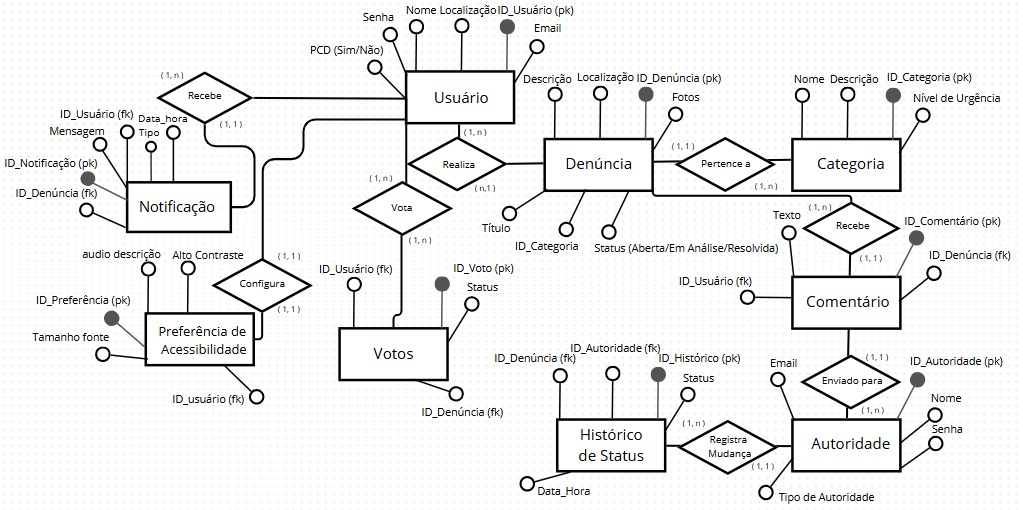 Senha
Nome
Localização
ID_Usuário (pk)
Email
PCD (Sim/Não)
Usuário
(1, n)
Recebe
(1, 1)
ID_Usuário (fk)
Data_hora
Mensagem
Tipo
ID_Notificação (pk)
ID_Denúncia (fk)
Notificação
(1, n)
Realiza
(n,1)
Descrição
Localização
ID_Denúncia (pk)
Fotos
Denúncia
Título
ID_Categoria
Status (Aberta/Em Análise/Resolvida)
(1, 1)
Pertence a
(1, n)
Nome
Descrição
ID_Categoria (pk)
Nível de Urgência
Categoria
(1, n)
Vota
(1, n)
(1, n)
Recebe
(1, 1)
Texto
ID_Comentário (pk)
ID_Denúncia (fk)
ID_Usuário (fk)
Comentário
audio descrição
Alto Contraste
(1, 1)
Configura
(1, 1)
ID_Preferência (pk)
Tamanho fonte
Preferência de
Acessibilidade
ID_usuário (fk)
ID_Usuário (fk)
ID_Voto (pk)
Status
Votos
ID_Denúncia (fk)
(1, 1)
Enviado para
(1, n)
ID_Denúncia (fk)
ID_Autoridade (fk)
ID_Histórico (pk)
Status
Histórico
de Status
Data_Hora
(1, n)
Registra
Mudança
(1, 1)
Email
ID_Autoridade (pk)
Nome
Senha
Autoridade
Tipo de Autoridade